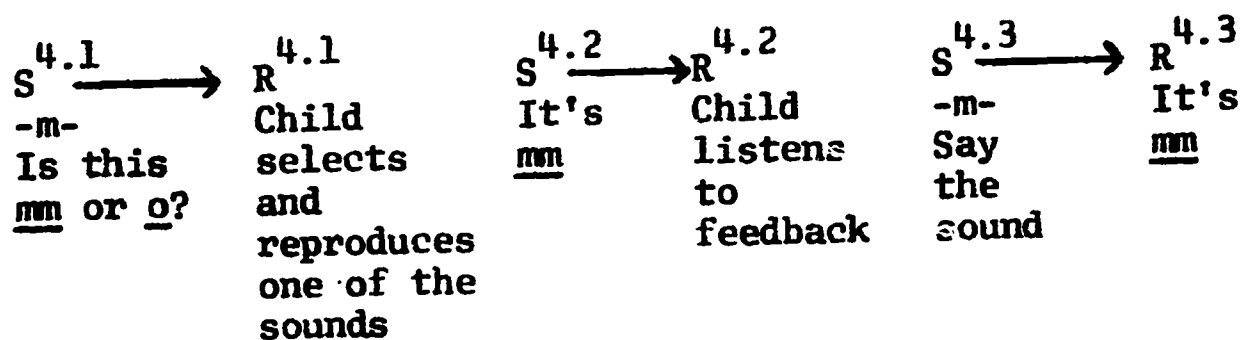 S4.1 → R4.1 S4.2 → R4.2 S4.3 → R4.3
-m- Child It's Child -m- It's
Is this selects mm listens Say mm
mm or o? and to the
reproduces feedback sound
one of the
sounds